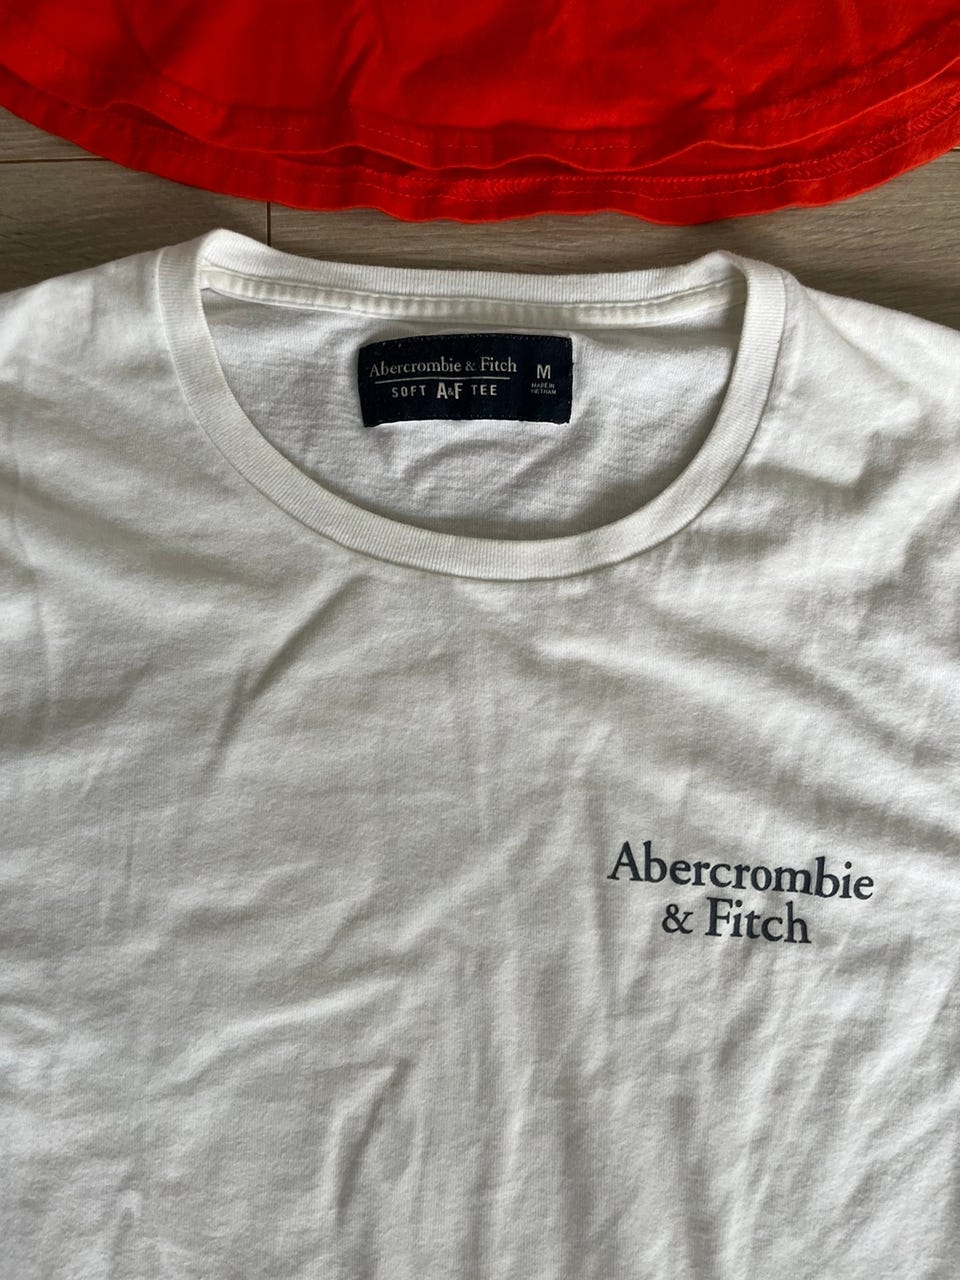 Abercrombie & Fitch
SOFT A&F TEE
M
MADE IN
VIETNAM
Abercrombie
& Fitch